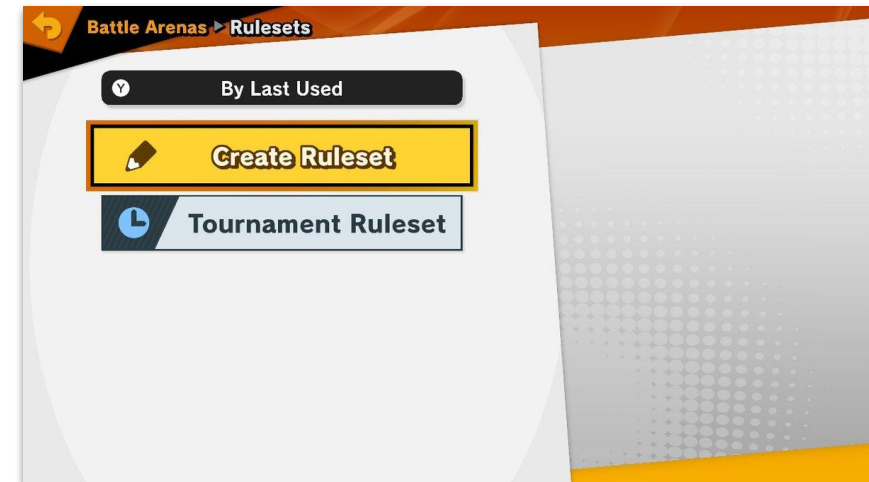 Battle Arenas ▶ Rulesets
Y By Last Used
Create Ruleset
Tournament Ruleset